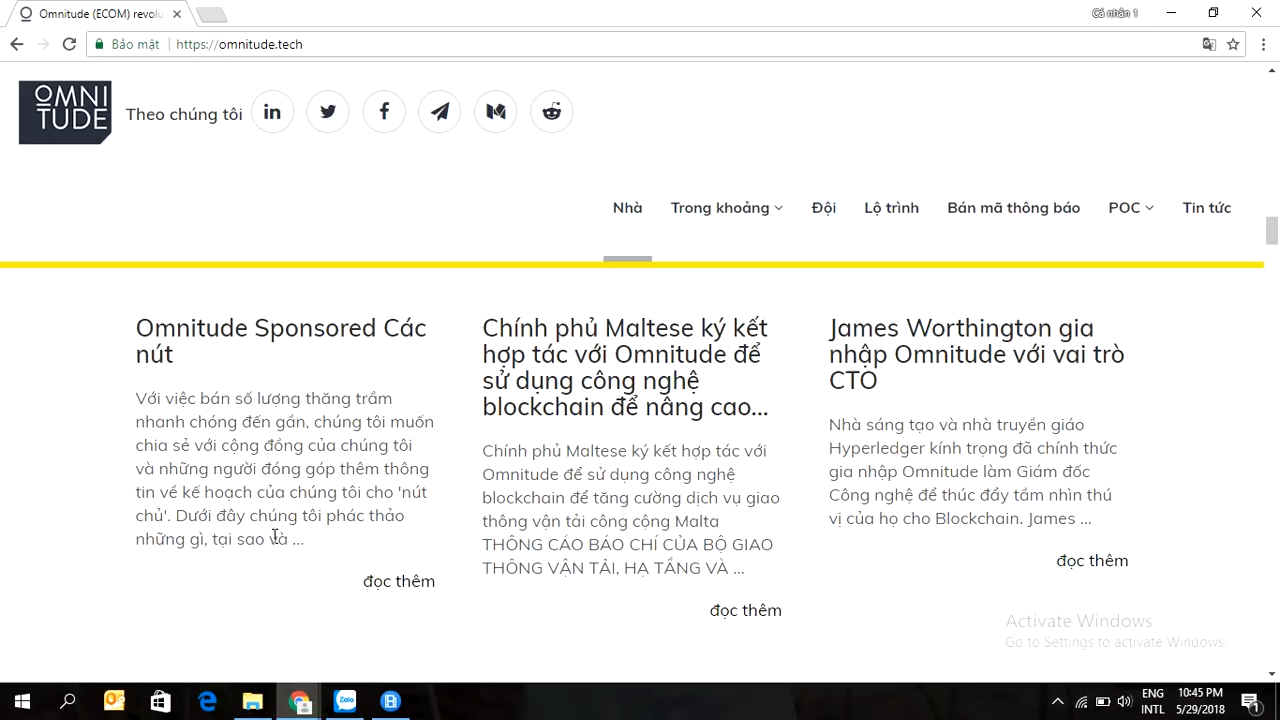 Omnitude (ECOM) revolu
Cá nhân 1
Bảo mật
https://omnitude.tech
OMNI
TUDE
Theo chúng tôi
Nhà
Trong khoảng
Đội
Lộ trình
Bán mã thông báo
POC
Tin tức
Omnitude Sponsored Các
nút
Với việc bán số lượng thăng trầm
nhanh chóng đến gần, chúng tôi muốn
chia sẻ với cộng đồng của chúng tôi
và những người đóng góp thêm thông
tin về kế hoạch của chúng tôi cho 'nút
chủ'. Dưới đây chúng tôi phác thảo
những gì, tại sao và ...
đọc thêm
Chính phủ Maltese ký kết
hợp tác với Omnitude để
sử dụng công nghệ
blockchain để nâng cao...
Chính phủ Maltese ký kết hợp tác với
Omnitude để sử dụng công nghệ
blockchain để tăng cường dịch vụ giao
thông vận tải công cộng Malta
THÔNG CÁO BÁO CHÍ CỦA BỘ GIAO
THÔNG VẬN TẢI, HẠ TẦNG VÀ ...
đọc thêm
James Worthington gia
nhập Omnitude với vai trò
CTO
Nhà sáng tạo và nhà truyền giáo
Hyperledger kính trọng đã chính thức
gia nhập Omnitude làm Giám đốc
Công nghệ để thúc đẩy tầm nhìn thú
vị của họ cho Blockchain. James ...
đọc thêm
Activate Windows
Go to Settings to activate Windows.
Zalo
ENG
INTL
10:45 PM
5/29/2018
1